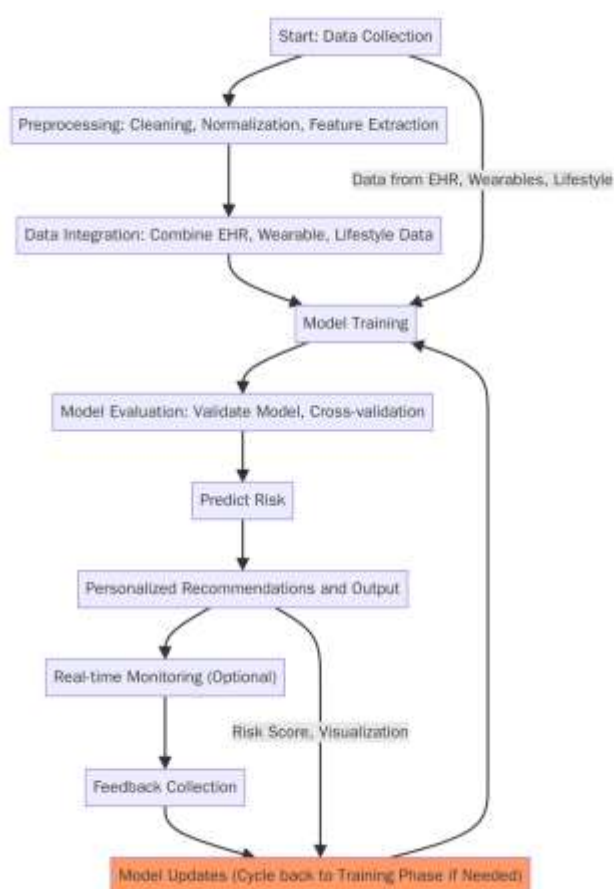 Start: Data Collection
Preprocessing: Cleaning, Normalization, Feature Extraction
Data from EHR, Wearables, Lifestyle
Data Integration: Combine EHR, Wearable, Lifestyle Data
Model Training
Model Evaluation: Validate Model, Cross-validation
Predict Risk
Personalized Recommendations and Output
Real-time Monitoring (Optional)
Risk Score, Visualization
Feedback Collection
Model Updates (Cycle back to Training Phase if Needed)